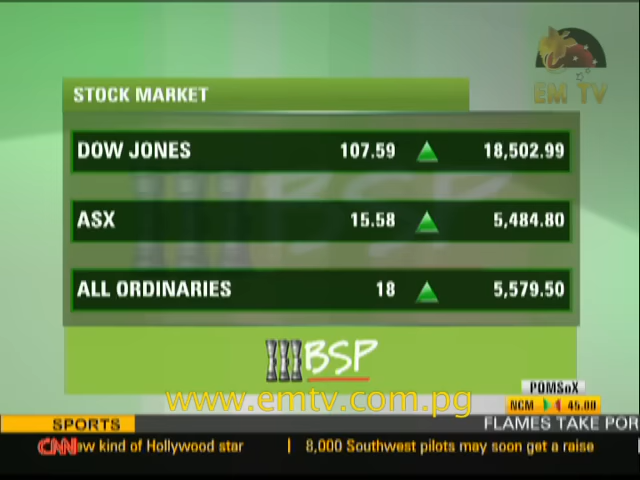 EM TV
STOCK MARKET
DOW JONES 107.59 18,502.99
ASX 15.58 5,484.80
ALL ORDINARIES 18 5,579.50
BSP
www.emtv.com.pg
POMSoX
NCM 45.00
SPORTS FLAMES TAKE POR
CNN ew kind of Hollywood star | 8,000 Southwest pilots may soon get a raise